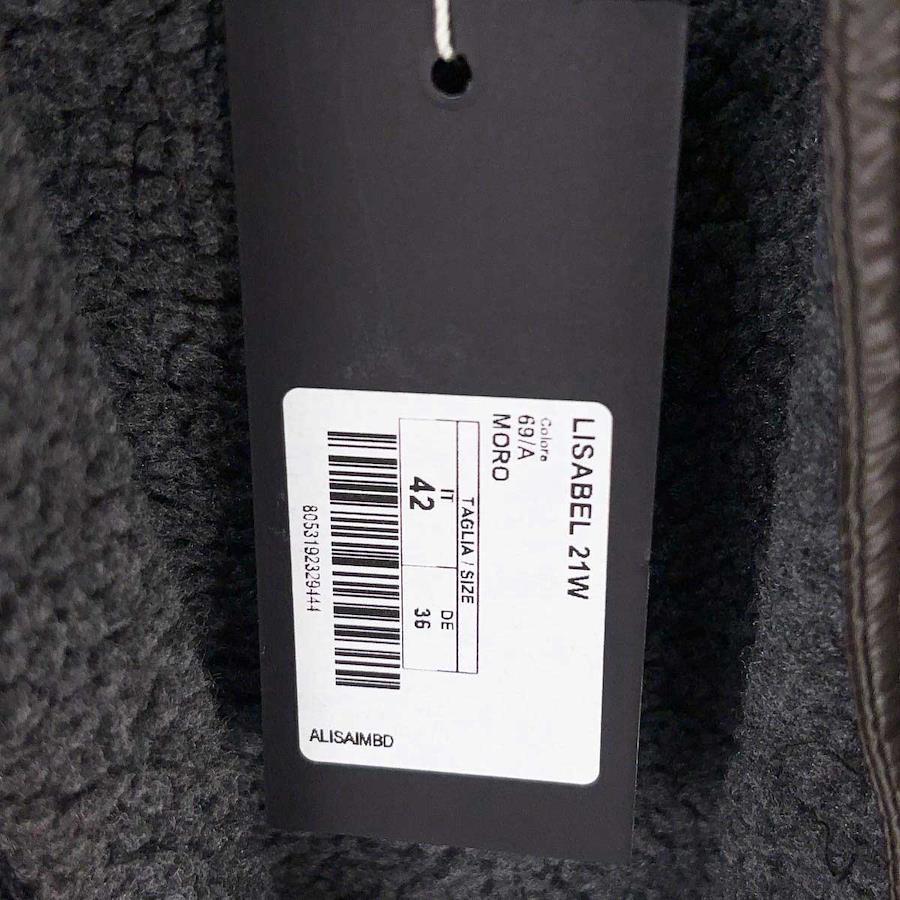 LISABEL 21W
Colore
69/A
MORO
TAGLIA / SIZE
IT DE
42 36
8053192329444
ALISAIMBD